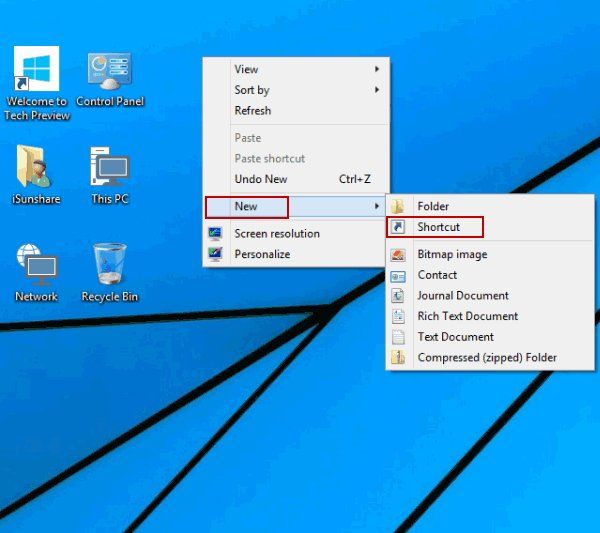 Welcome to
Tech Preview
Control Panel
iSunshare
This PC
Network
Recycle Bin
View
Sort by
Refresh
Paste
Paste shortcut
Undo New Ctrl+Z
New
Screen resolution
Personalize
Folder
Shortcut
Bitmap image
Contact
Journal Document
Rich Text Document
Text Document
Compressed (zipped) Folder